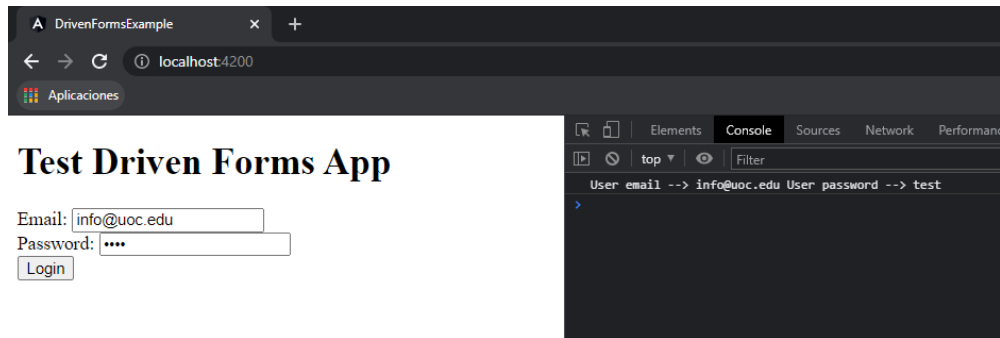 DrivenFormsExample
localhost:4200
Aplicaciones
Test Driven Forms App
Email: info@uoc.edu
Password: ••••
Login
Elements Console Sources Network Performanc
top Filter
User email --> info@uoc.edu User password --> test
>